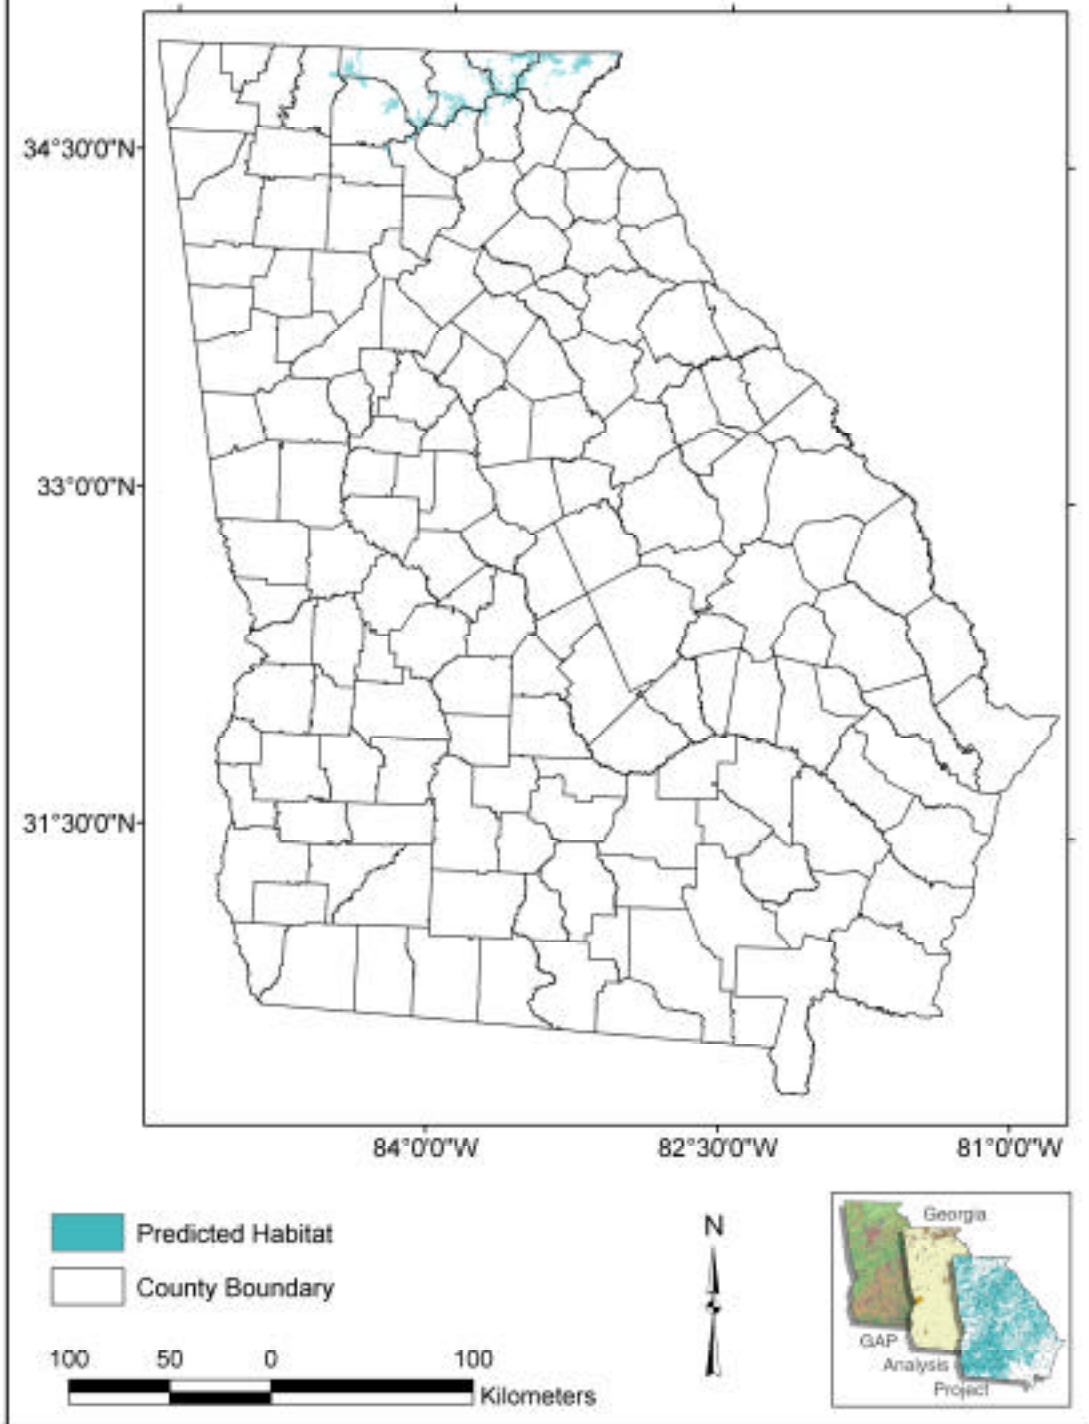 34°30'0"N
33°0'0"N
31°30'0"N
84°0'0"W 82°30'0"W 81°0'0"W
Predicted Habitat
County Boundary
100 50 0 100
Kilometers
N
Georgia
GAP
Analysis
Project